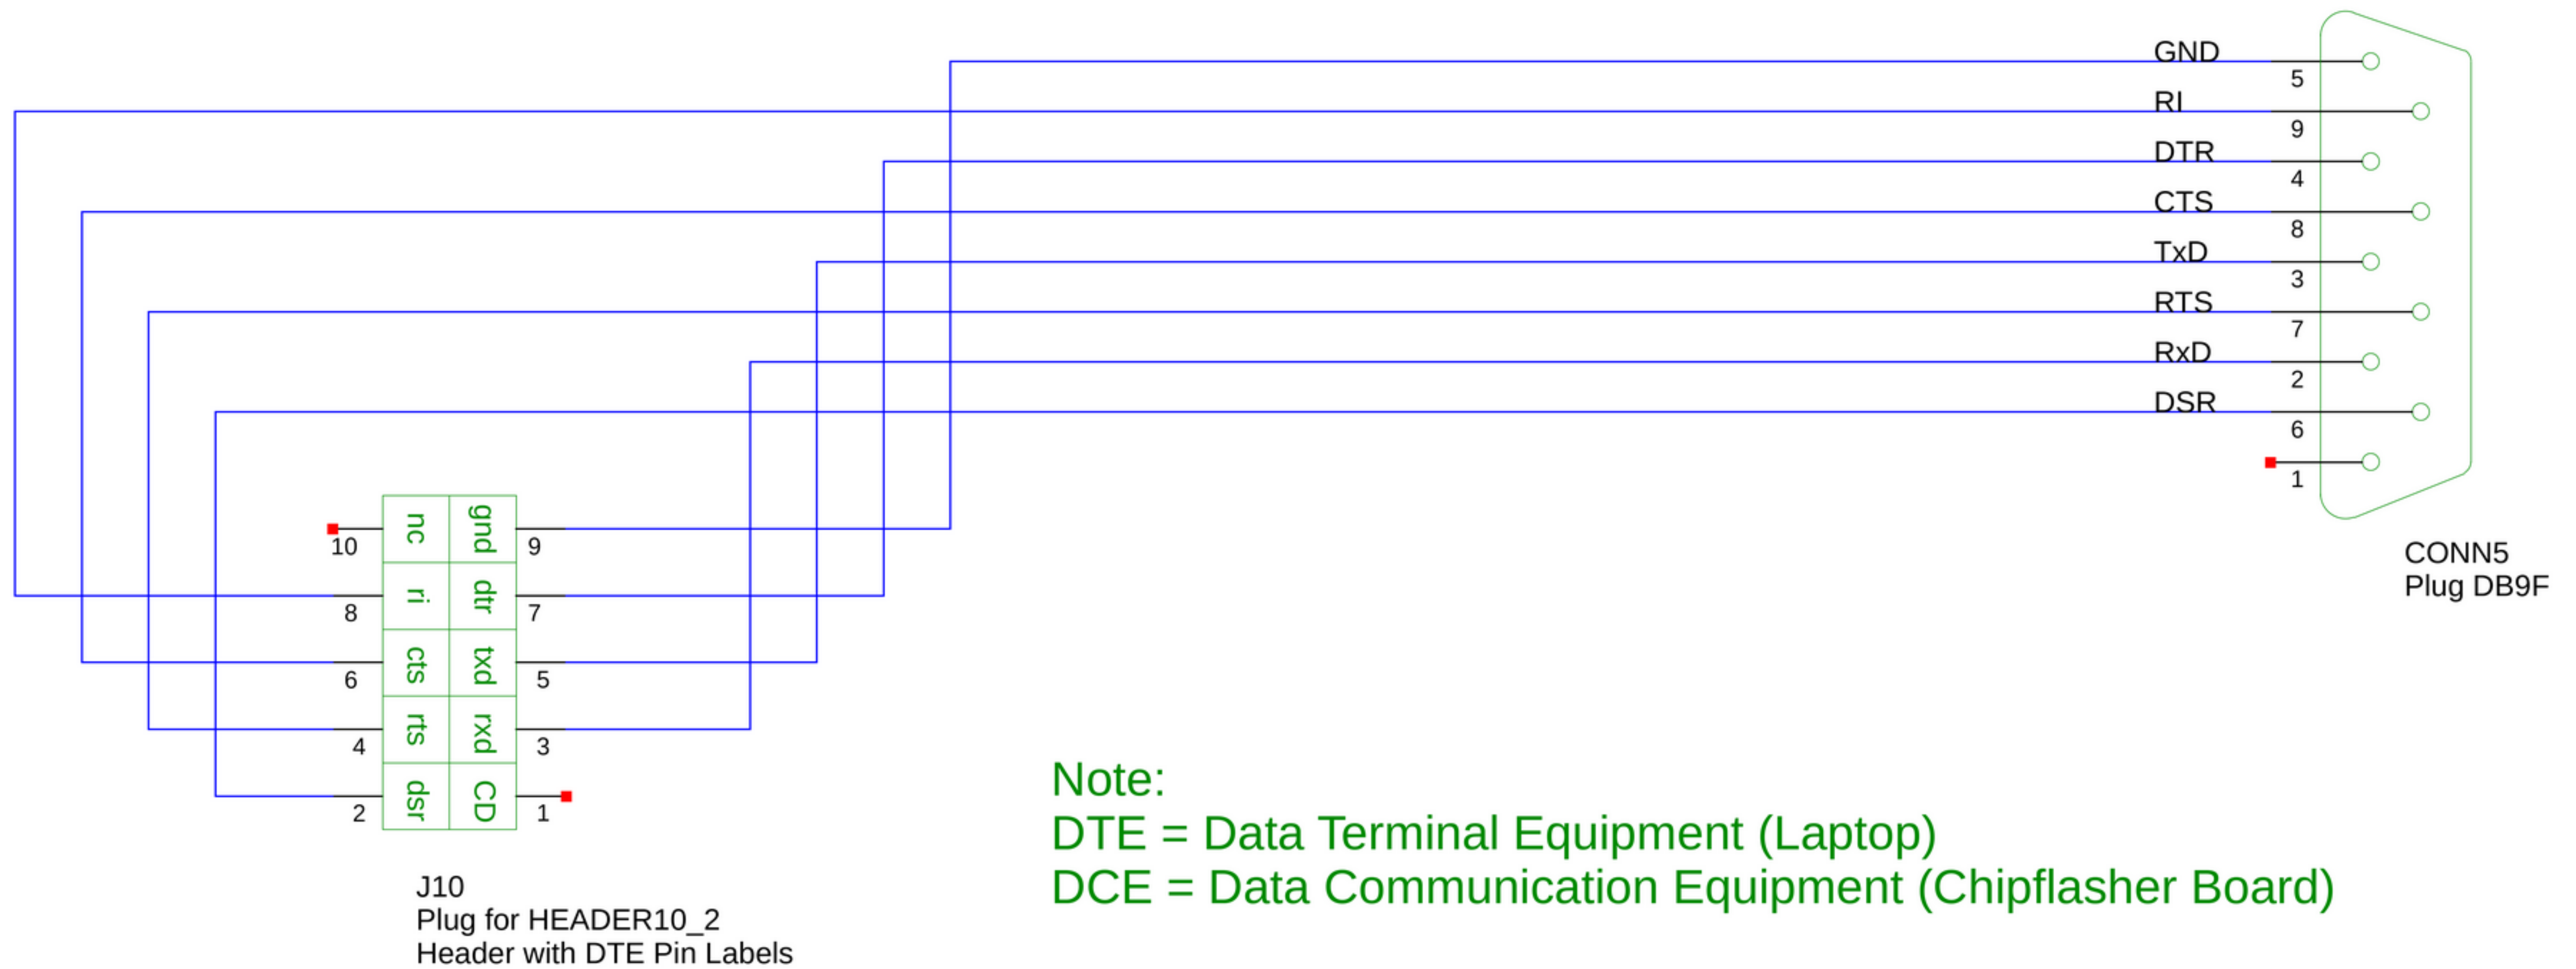 GND
5
RI
9
DTR
4
CTS
8
TxD
3
RTS
7
RxD
2
DSR
6
1
CONN5
Plug DB9F
10 nc gnd 9
8 ri dtr 7
6 cts txd 5
4 rts rxd 3
2 dsr CD 1
J10
Plug for HEADER10_2
Header with DTE Pin Labels
Note:
DTE = Data Terminal Equipment (Laptop)
DCE = Data Communication Equipment (Chipflasher Board)